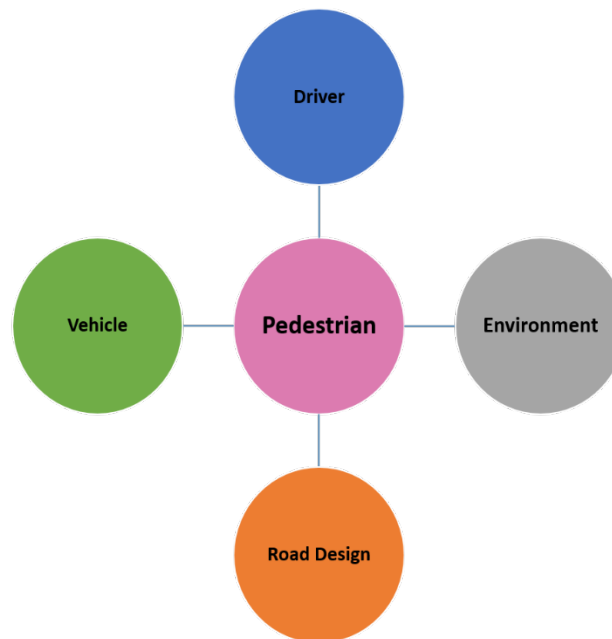 Driver
Vehicle
Pedestrian
Environment
Road Design